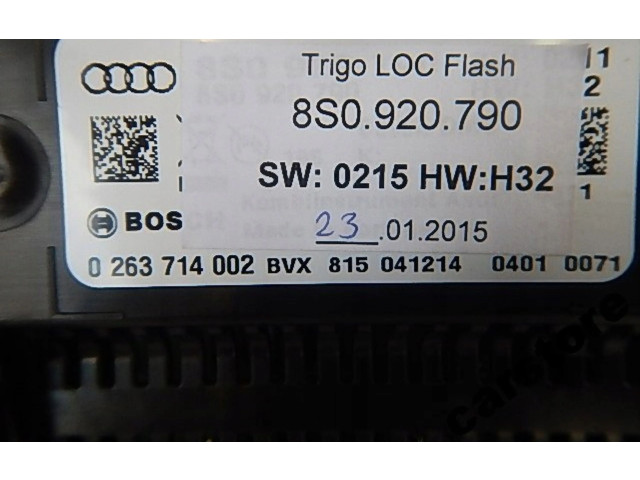 Trigo LOC Flash
8S0.920.790
SW: 0215 HW:H32
23.01.2015
BOS
0 263 714 002 BVX 815 041214 0401 0071
2
1
carstore